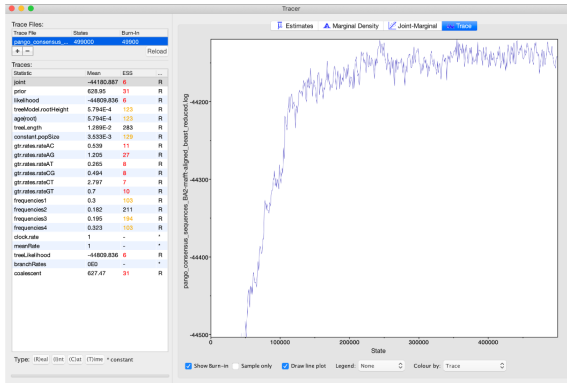 Tracer
Trace Files:
Trace File States Burn-In
pango_consensus_... 499000 49900
+ − Reload
Traces:
Statistic Mean ESS ...
joint -44180.887 6 R
prior 628.95 31 R
likelihood -44809.836 6 R
treeModel.rootHeight 5.794E-4 123 R
age(root) 5.794E-4 123 R
treeLength 1.289E-2 283 R
constant.popSize 3.533E-3 129 R
gtr.rates.rateAC 0.539 11 R
gtr.rates.rateAG 1.205 27 R
gtr.rates.rateAT 0.265 8 R
gtr.rates.rateCG 0.494 8 R
gtr.rates.rateCT 2.797 7 R
gtr.rates.rateGT 0.7 10 R
frequencies1 0.3 103 R
frequencies2 0.182 211 R
frequencies3 0.195 194 R
frequencies4 0.323 103 R
clock.rate 1 - *
meanRate 1 - *
treeLikelihood -44809.836 6 R
branchRates 0E0 - *
coalescent 627.47 31 R
Type: (R)eal (I)nt (C)at (T)ime * constant
Estimates Marginal Density Joint-Marginal Trace
pango_consensus_sequences_BA2-mafft-aligned_beast_reduced.log
-44200
-44300
-44400
-44500
0 100000 200000 300000 400000
State
Show Burn-in Sample only Draw line plot Legend: None Colour by: Trace